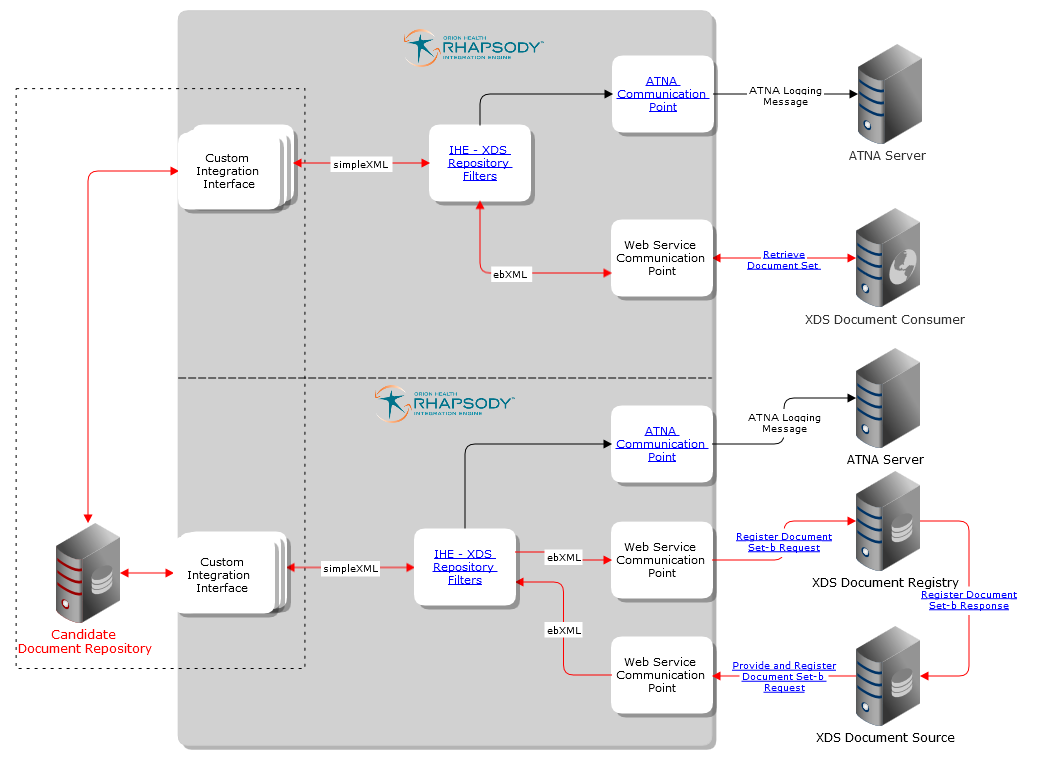 ORION HEALTH
RHAPSODY™
INTEGRATION ENGINE
ATNA
Communication
Point
ATNA Logging
Message
ATNA Server
Custom
Integration
Interface
simpleXML
IHE - XDS
Repository
Filters
Web Service
Communication
Point
Retrieve
Document Set
ebXML
XDS Document Consumer
ORION HEALTH
RHAPSODY™
INTEGRATION ENGINE
ATNA
Communication
Point
ATNA Logging
Message
ATNA Server
Custom
Integration
Interface
simpleXML
IHE - XDS
Repository
Filters
ebXML
Web Service
Communication
Point
Register Document
Set-b Request
XDS Document Registry
Register Document
Set-b Response
Candidate
Document Repository
ebXML
Web Service
Communication
Point
Provide and Register
Document Set-b
Request
XDS Document Source